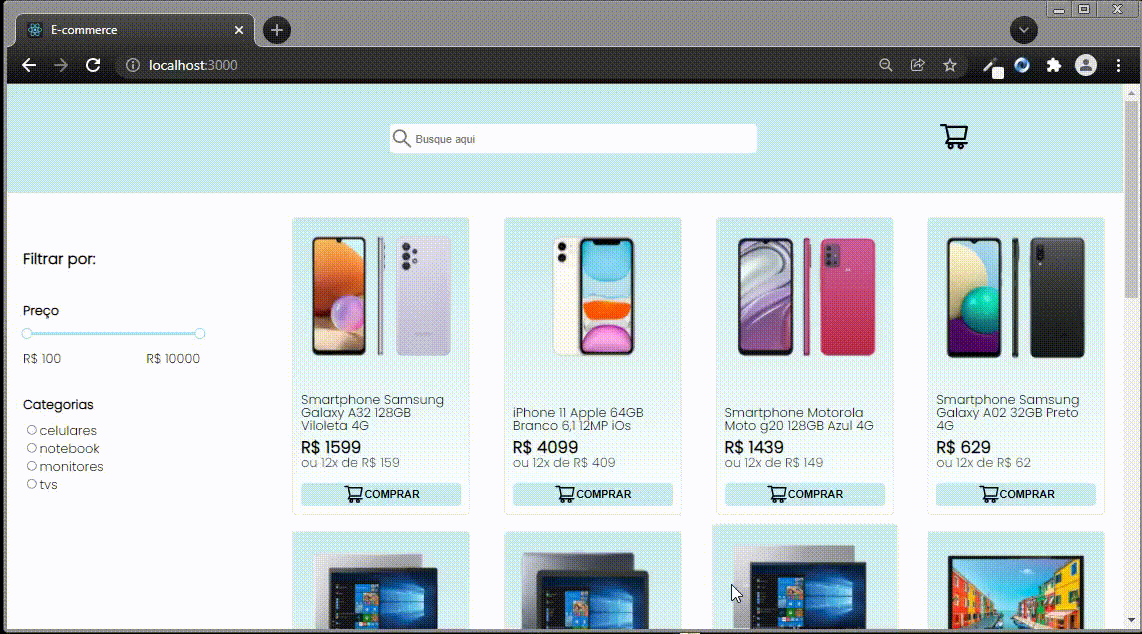 E-commerce
localhost:3000
Busque aqui
Filtrar por:
Preço
R$ 100 R$ 10000
Categorias
celulares
notebook
monitores
tvs
Smartphone Samsung
Galaxy A32 128GB
Viloleta 4G
R$ 1599
ou 12x de R$ 159
COMPRAR
iPhone 11 Apple 64GB
Branco 6,1 12MP iOs
R$ 4099
ou 12x de R$ 409
COMPRAR
Smartphone Motorola
Moto g20 128GB Azul 4G
R$ 1439
ou 12x de R$ 149
COMPRAR
Smartphone Samsung
Galaxy A02 32GB Preto
4G
R$ 629
ou 12x de R$ 62
COMPRAR